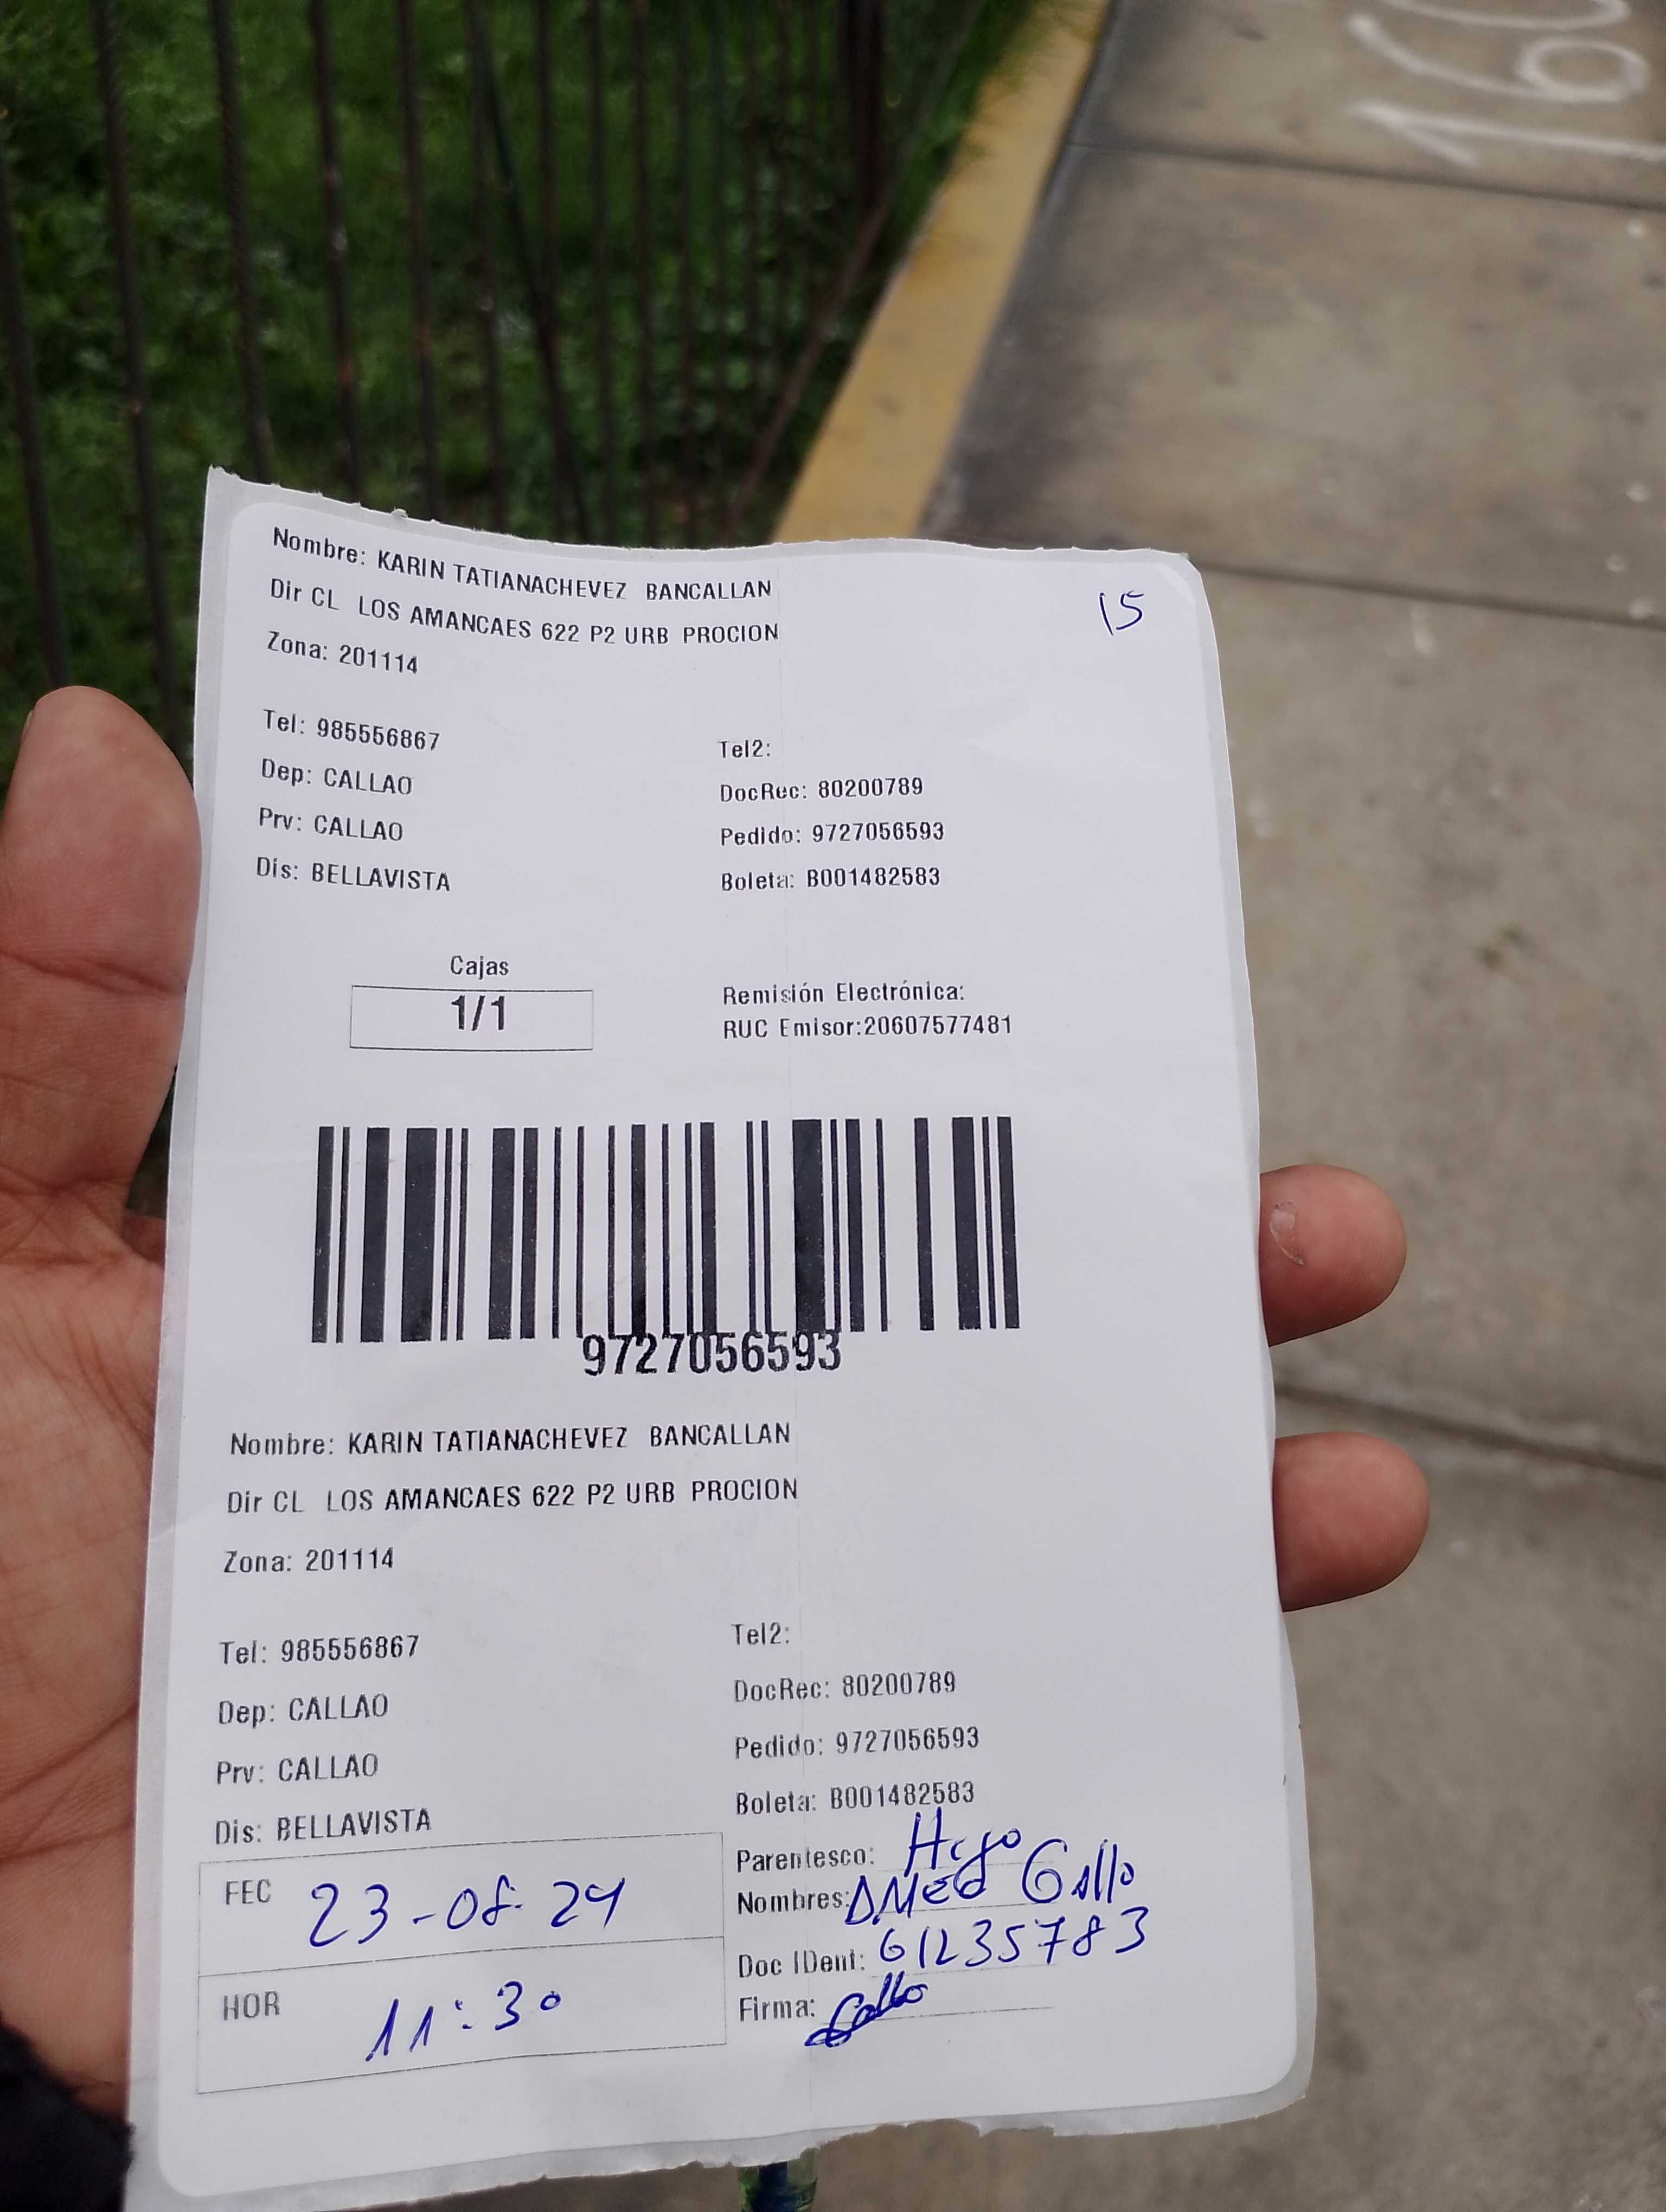 160
Nombre: KARIN TATIANACHEVEZ BANCALLAN
15
Dir CL LOS AMANCAES 622 P2 URB PROCION
Zona: 201114
Tel: 985556867
Tel2:
Dep: CALLAO
DocRec: 80200789
Prv: CALLAO
Pedido: 9727056593
Dis: BELLAVISTA
Boleta: B001482583
Cajas
1/1
Remisión Electrónica:
RUC Emisor:20607577481
9727056593
Nombre: KARIN TATIANACHEVEZ BANCALLAN
Dir CL LOS AMANCAES 622 P2 URB PROCION
Zona: 201114
Tel: 985556867
Tel2:
Dep: CALLAO
DocRec: 80200789
Prv: CALLAO
Pedido: 9727056593
Dis: BELLAVISTA
Boleta: B001482583
FEC 23-08-24
Parentesco: Hijo
Nombres: Gallo
Doc IDent: 61235783
HOR 11:30
Firma: Gallo